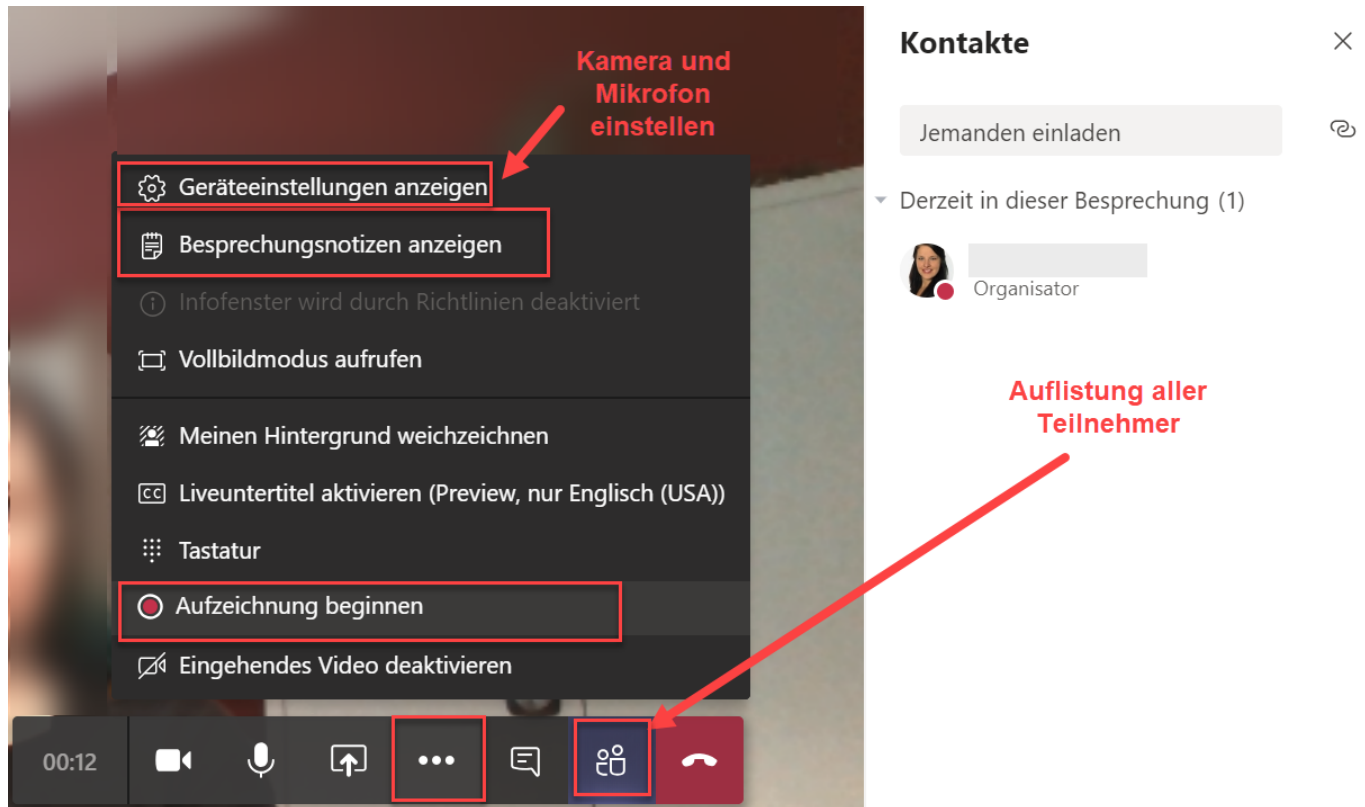 Kamera und
Mikrofon
einstellen
Geräteeinstellungen anzeigen
Besprechungsnotizen anzeigen
Infofenster wird durch Richtlinien deaktiviert
Vollbildmodus aufrufen
Meinen Hintergrund weichzeichnen
CC Liveuntertitel aktivieren (Preview, nur Englisch (USA))
Tastatur
Aufzeichnung beginnen
Eingehendes Video deaktivieren
00:12
Kontakte
Jemanden einladen
Derzeit in dieser Besprechung (1)
Organisator
Auflistung aller
Teilnehmer